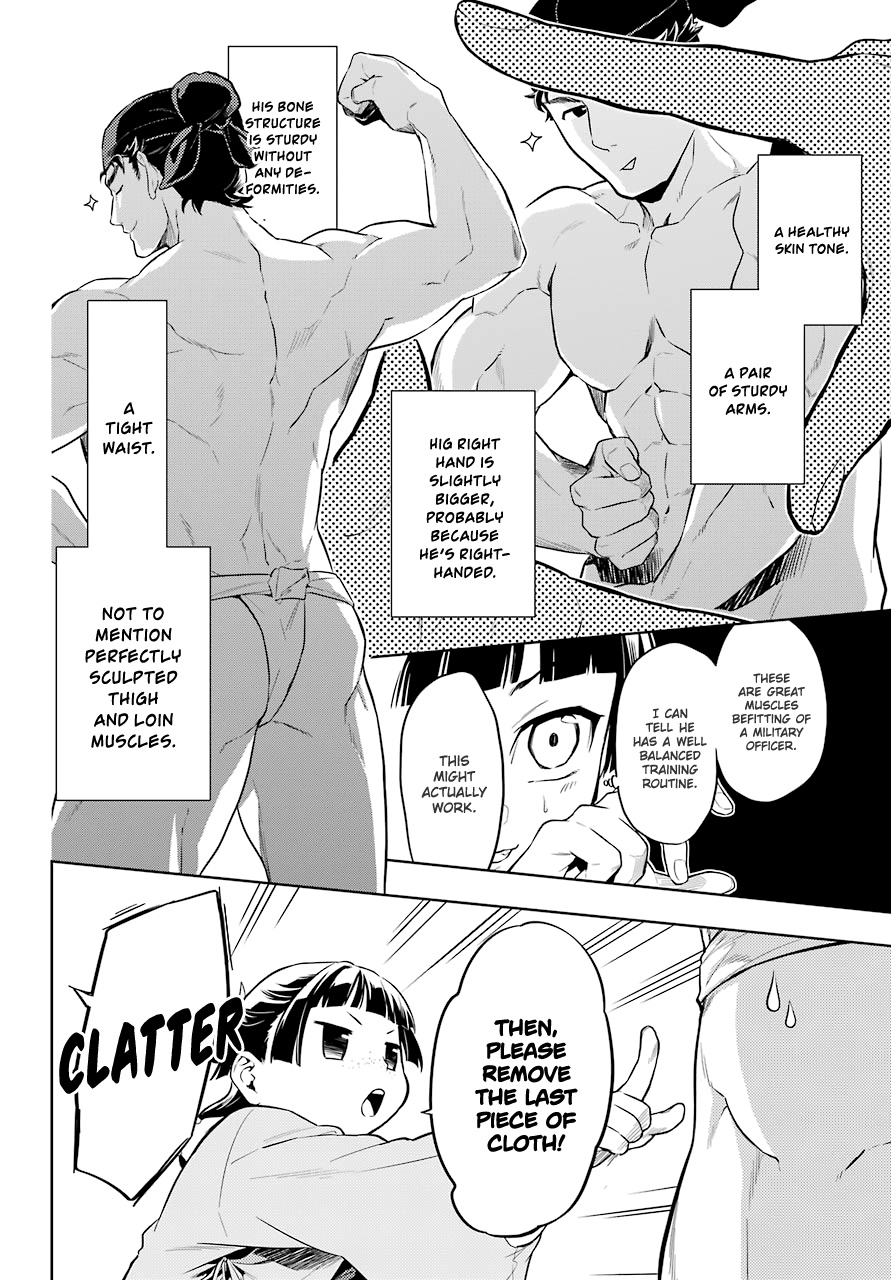 A HEALTHY
SKIN TONE.
A PAIR
OF STURDY
ARMS.
HIG RIGHT
HAND IS
SLIGHTLY
BIGGER,
PROBABLY
BECAUSE
HE'S RIGHT-
HANDED.
HIS BONE
STRUCTURE
IS STURDY
WITHOUT
ANY DE-
FORMITIES.
A
TIGHT
WAIST.
NOT TO
MENTION
PERFECTLY
SCULPTED
THIGH
AND LOIN
MUSCLES.
THESE
ARE GREAT
MUSCLES
BEFITTING OF
A MILITARY
OFFICER.
I CAN
TELL HE
HAS A WELL
BALANCED
TRAINING
ROUTINE.
THIS
MIGHT
ACTUALLY
WORK.
THEN,
PLEASE
REMOVE
THE LAST
PIECE OF
CLOTH!
CLATTER